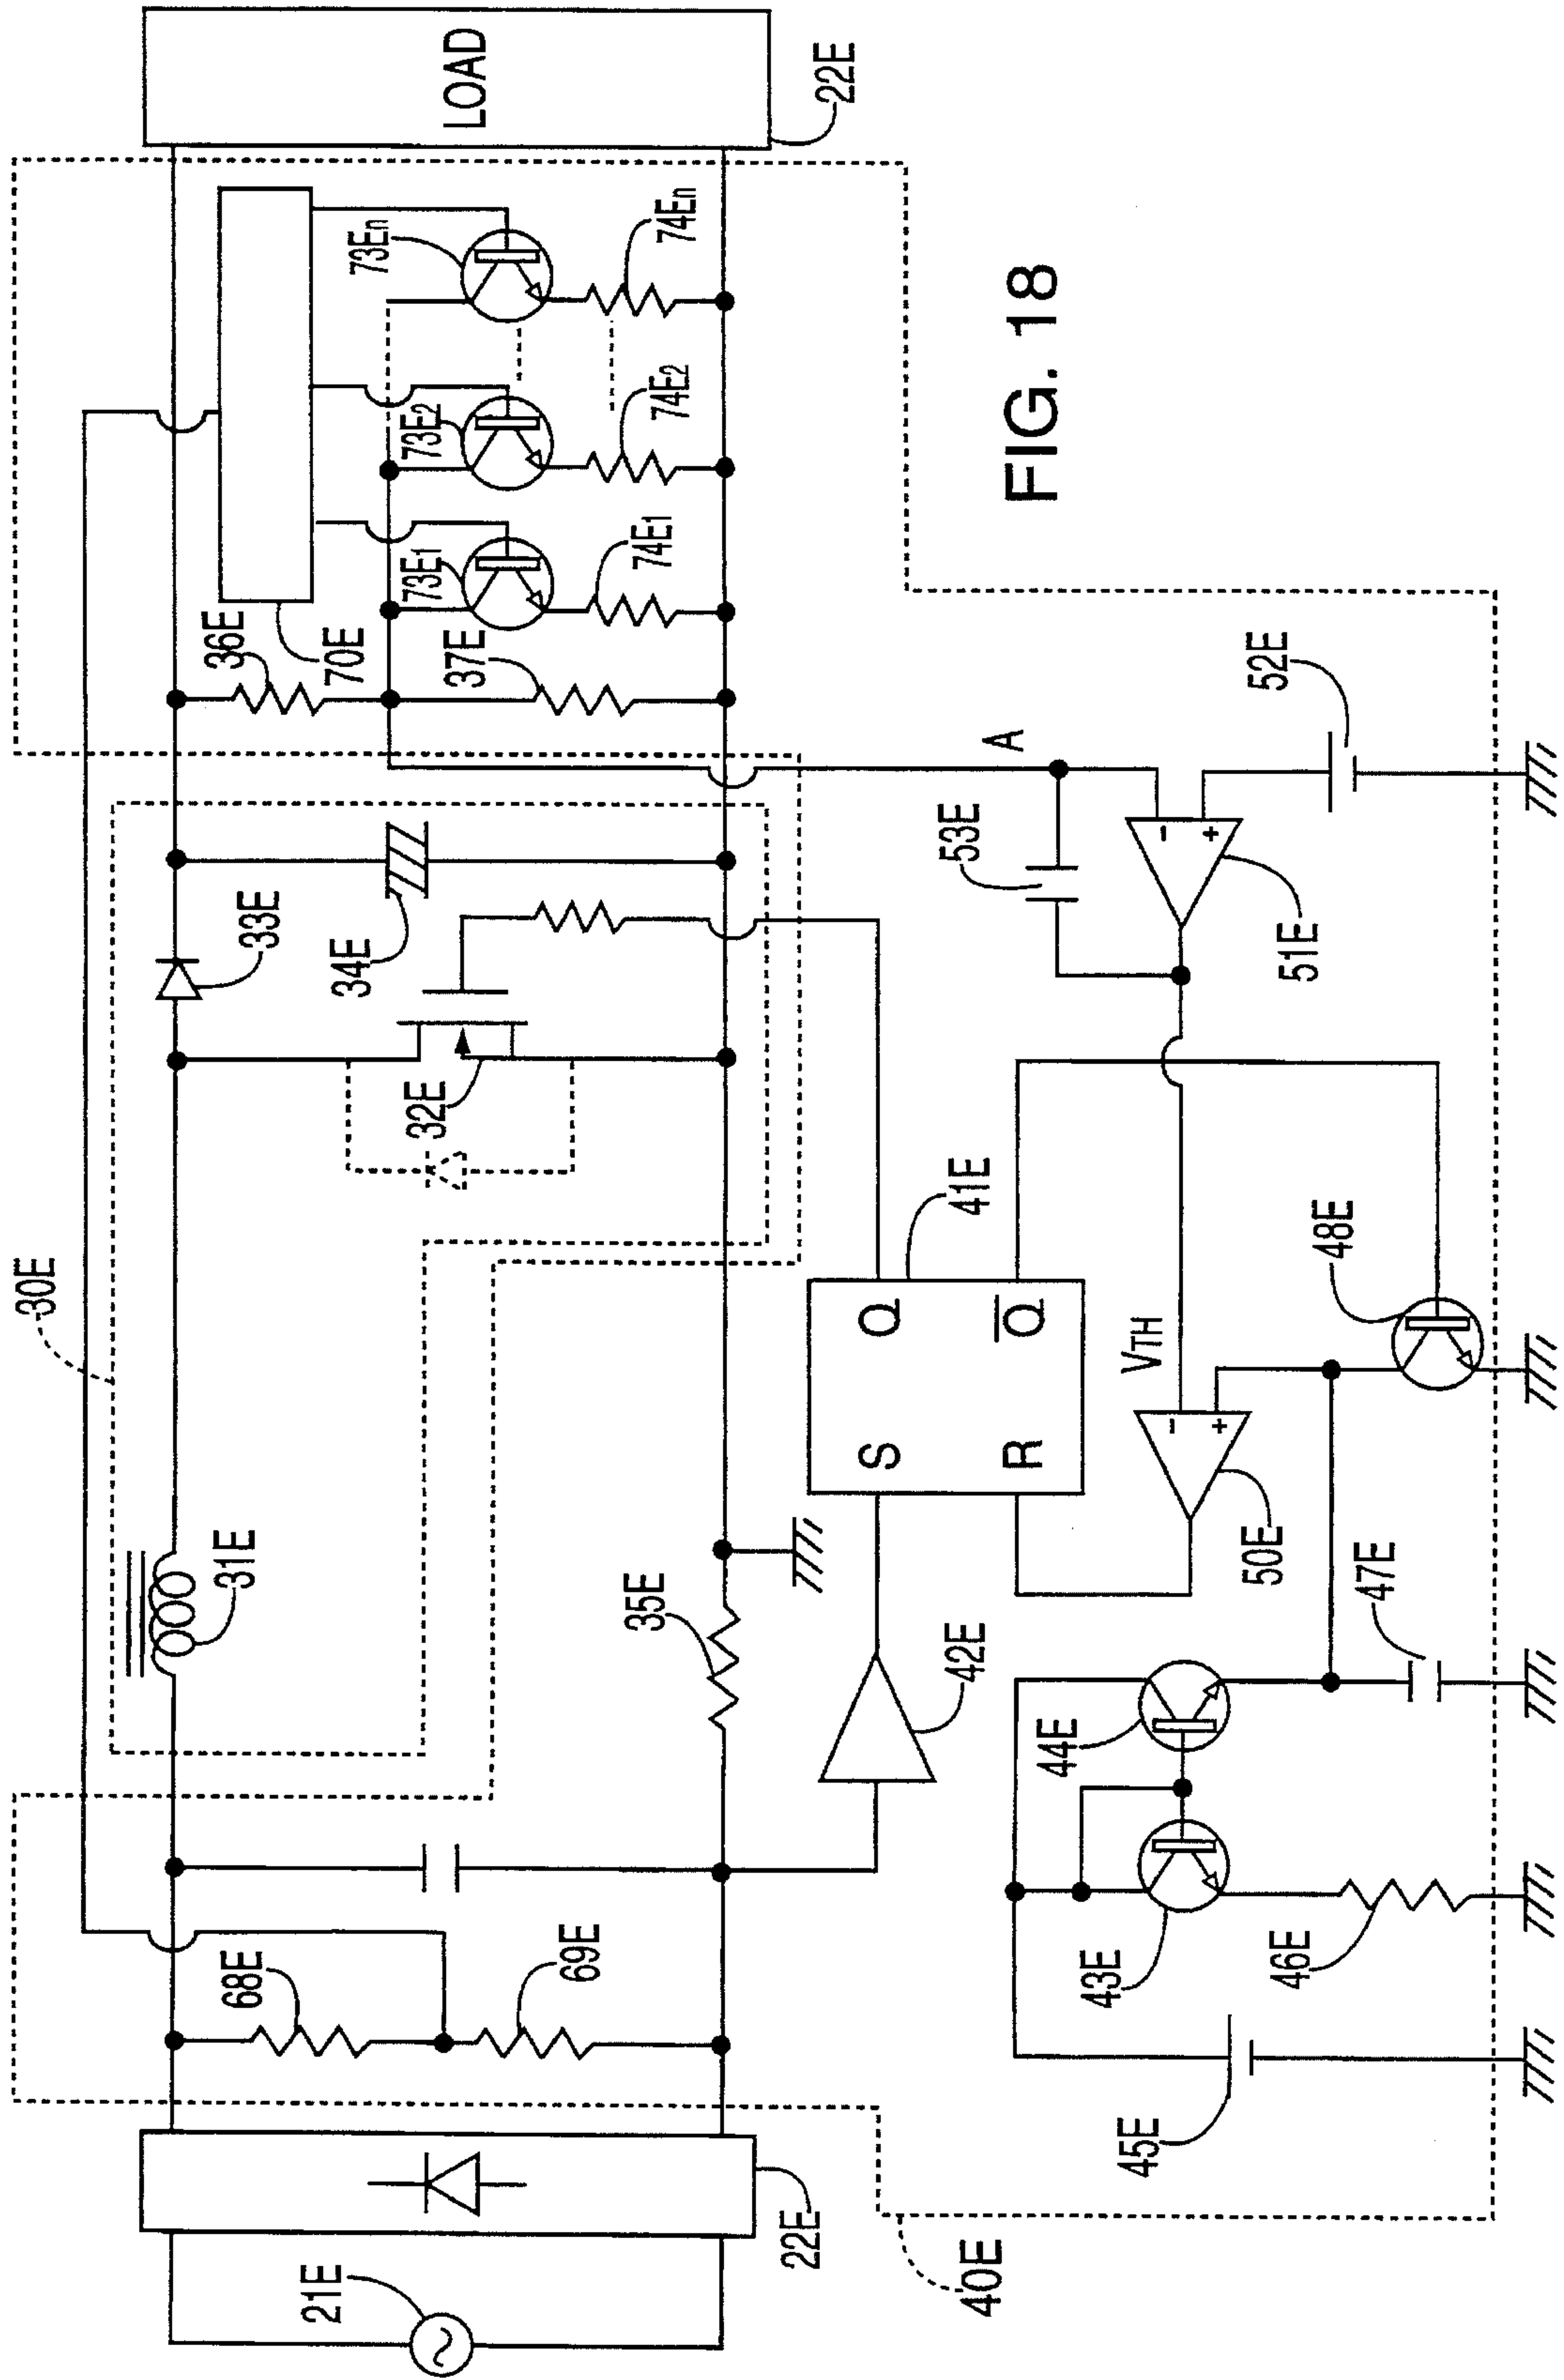 30E
LOAD
22E
31E
33E
34E
32E
36E
70E
37E
73E1
73E2
73En
74E1
74E2
74En
21E
22E
68E
69E
35E
42E
S
Q
R
Q̅
41E
A
53E
51E
52E
VTH
50E
48E
44E
43E
47E
46E
45E
40E
FIG. 18